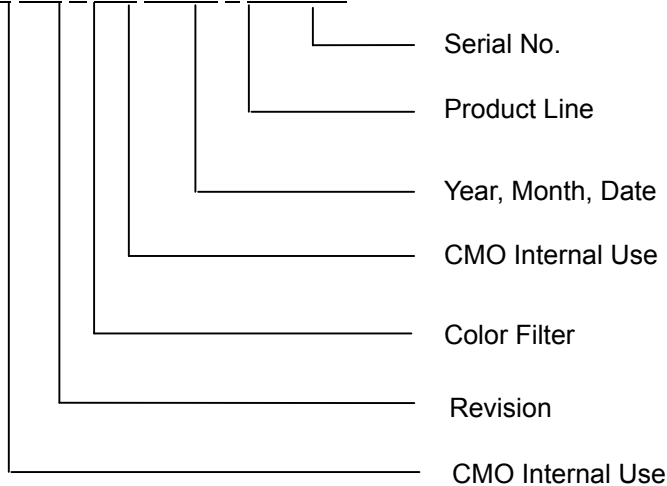 Serial No.
Product Line
Year, Month, Date
CMO Internal Use
Color Filter
Revision
CMO Internal Use